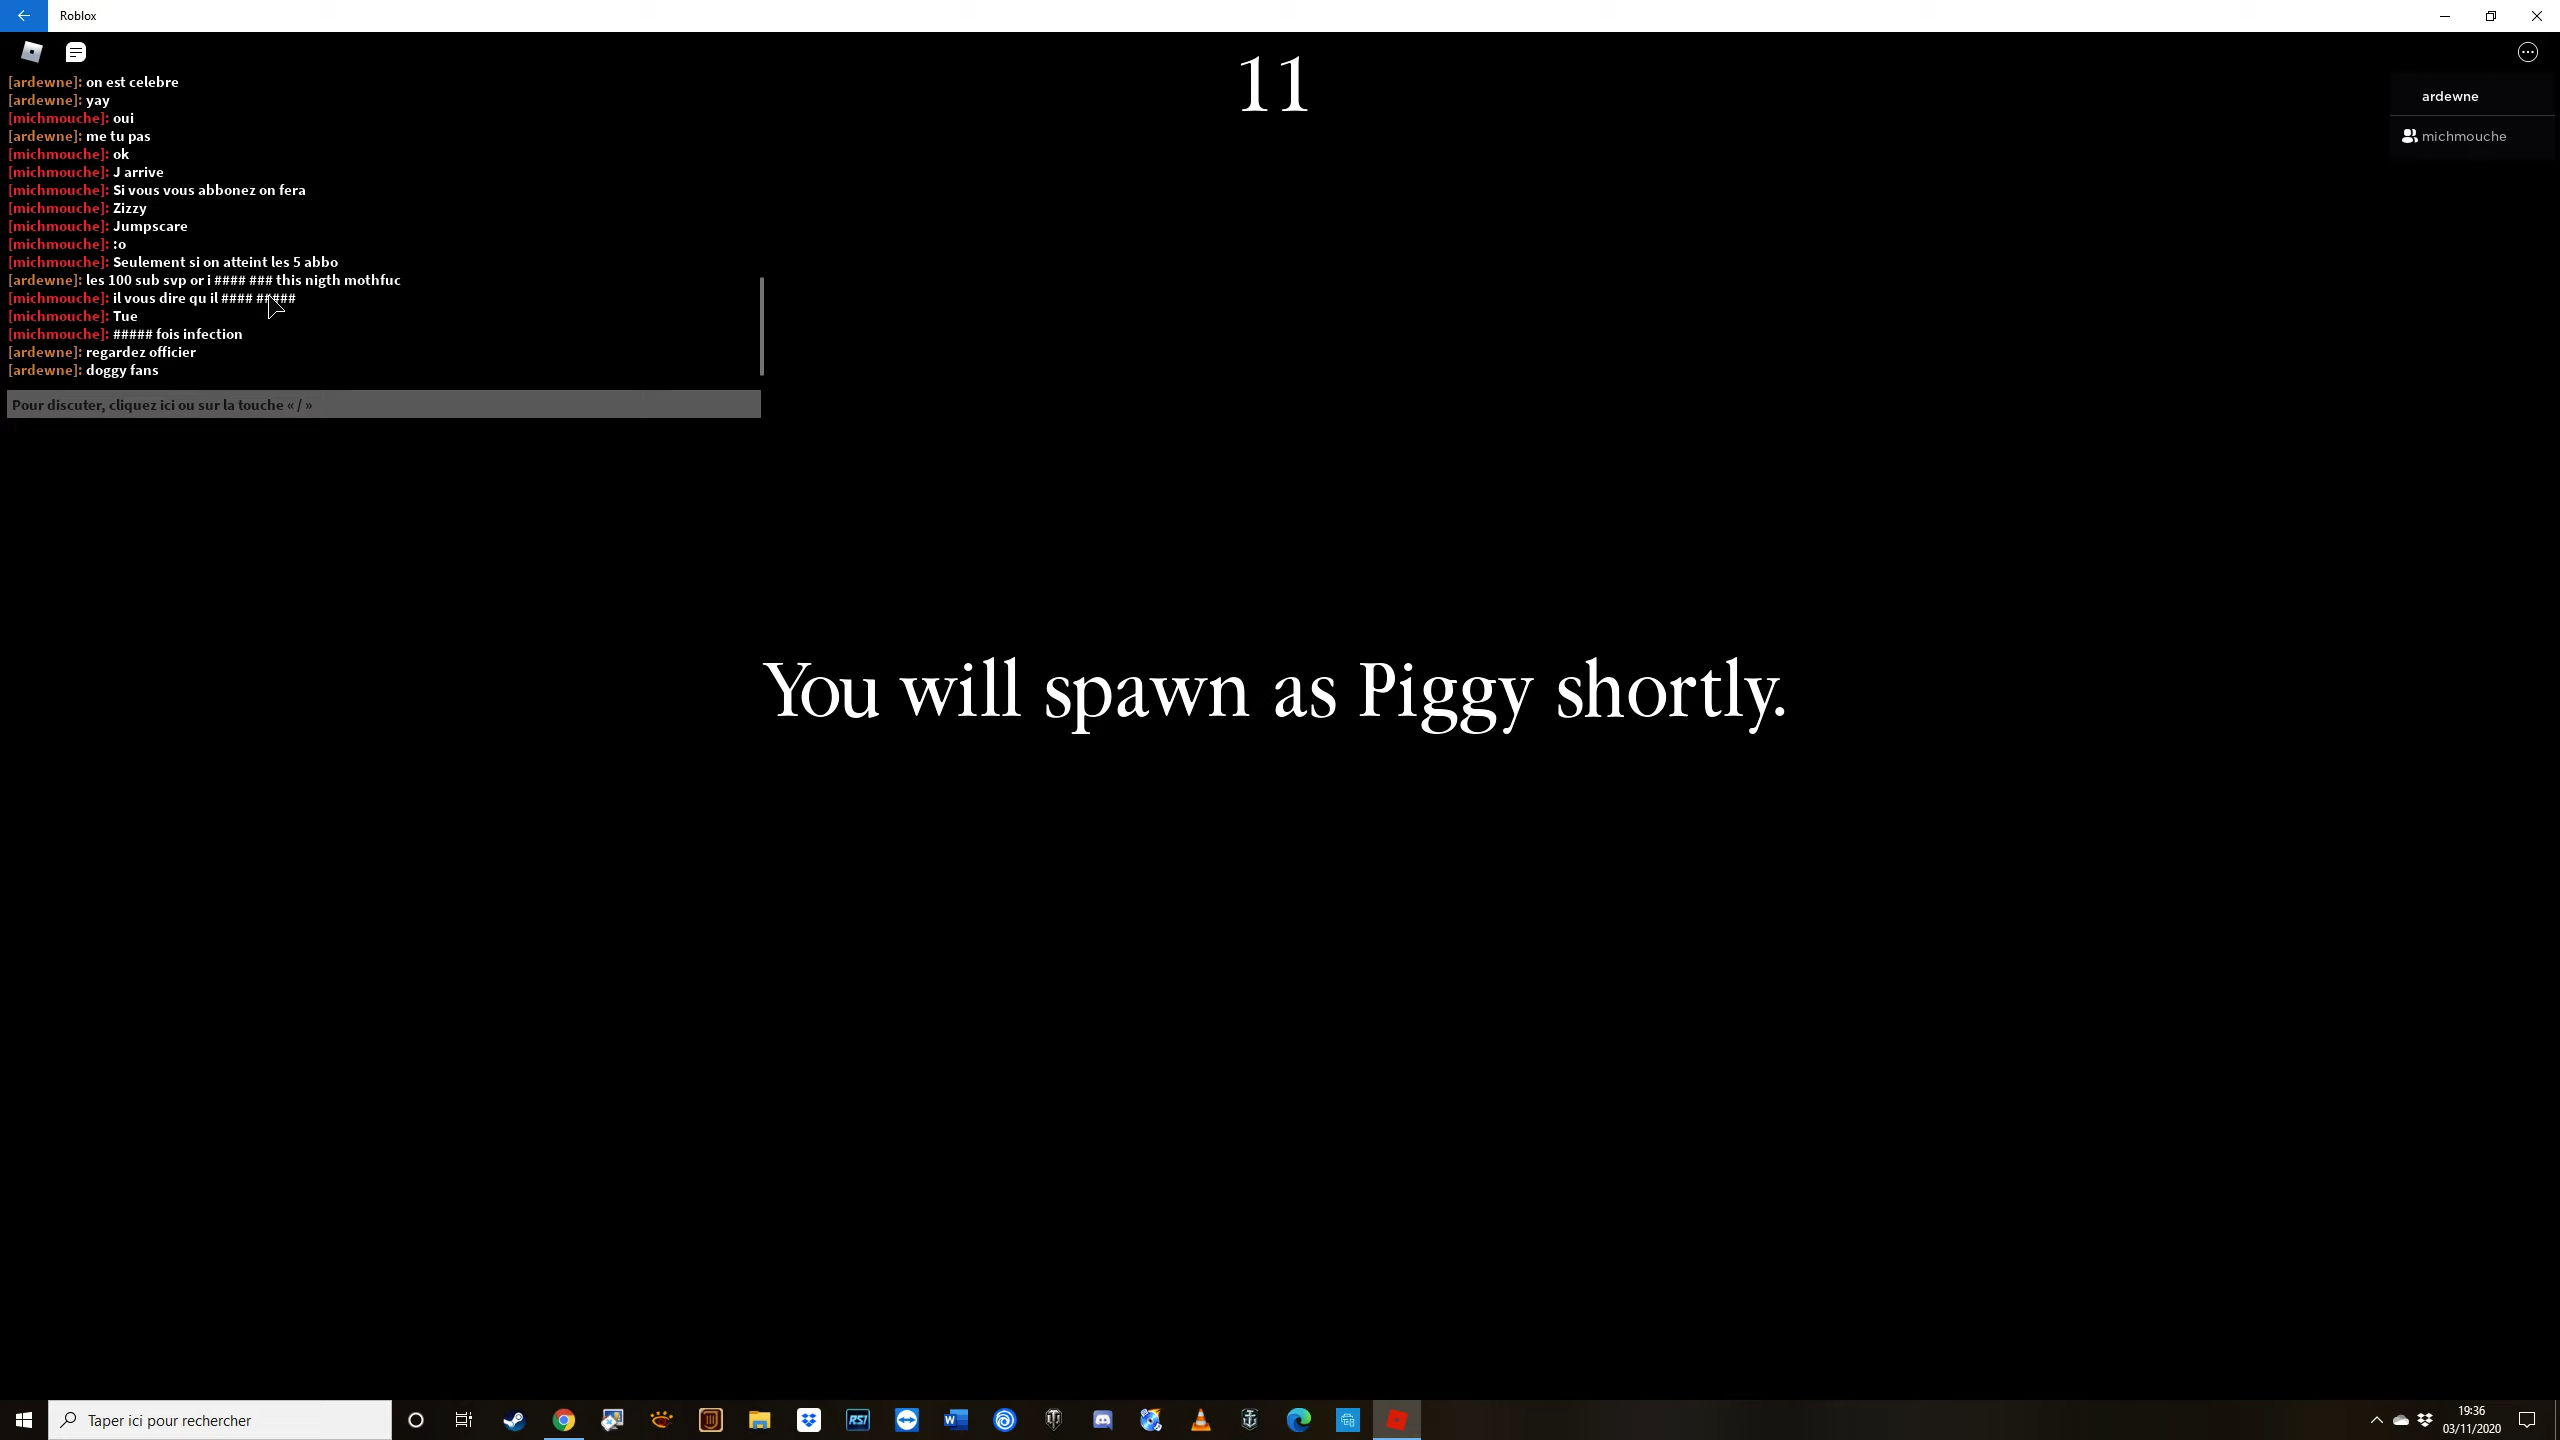 Roblox
11
[ardewne]: on est celebre
[ardewne]: yay
[michmouche]: oui
[ardewne]: me tu pas
[michmouche]: ok
[michmouche]: J arrive
[michmouche]: Si vous vous abbonez on fera
[michmouche]: Zizzy
[michmouche]: Jumpscare
[michmouche]: :o
[michmouche]: Seulement si on atteint les 5 abbo
[ardewne]: les 100 sub svp or i #### ### this nigth mothfuc
[michmouche]: il vous dire qu il #### #####
[michmouche]: Tue
[michmouche]: ##### fois infection
[ardewne]: regardez officier
[ardewne]: doggy fans
Pour discuter, cliquez ici ou sur la touche « / »
ardewne
michmouche
You will spawn as Piggy shortly.
Taper ici pour rechercher
RSI
W
19:36
03/11/2020